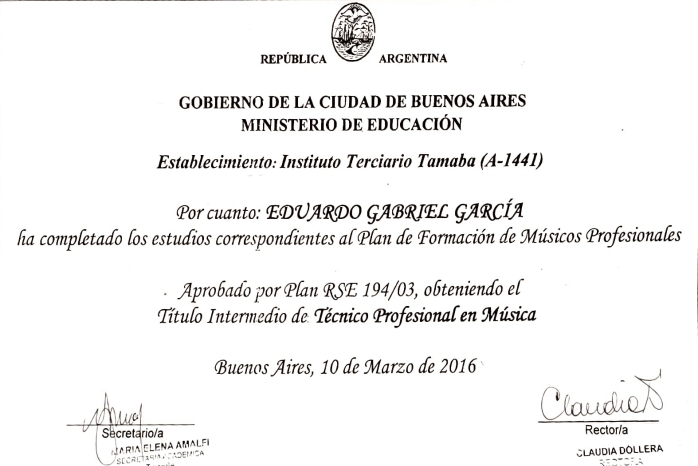 REPÚBLICA ARGENTINA
GOBIERNO DE LA CIUDAD DE BUENOS AIRES
MINISTERIO DE EDUCACIÓN
Establecimiento: Instituto Terciario Tamaba (A-1441)
Por cuanto: EDUARDO GABRIEL GARCÍA
ha completado los estudios correspondientes al Plan de Formación de Músicos Profesionales
Aprobado por Plan RSE 194/03, obteniendo el
Título Intermedio de Técnico Profesional en Música
Buenos Aires, 10 de Marzo de 2016
Secretario/a
MARIA ELENA AMALFI
SECRETARIA ACADEMICA
Claudia D
Rector/a
CLAUDIA DÓLLERA
RECTORA